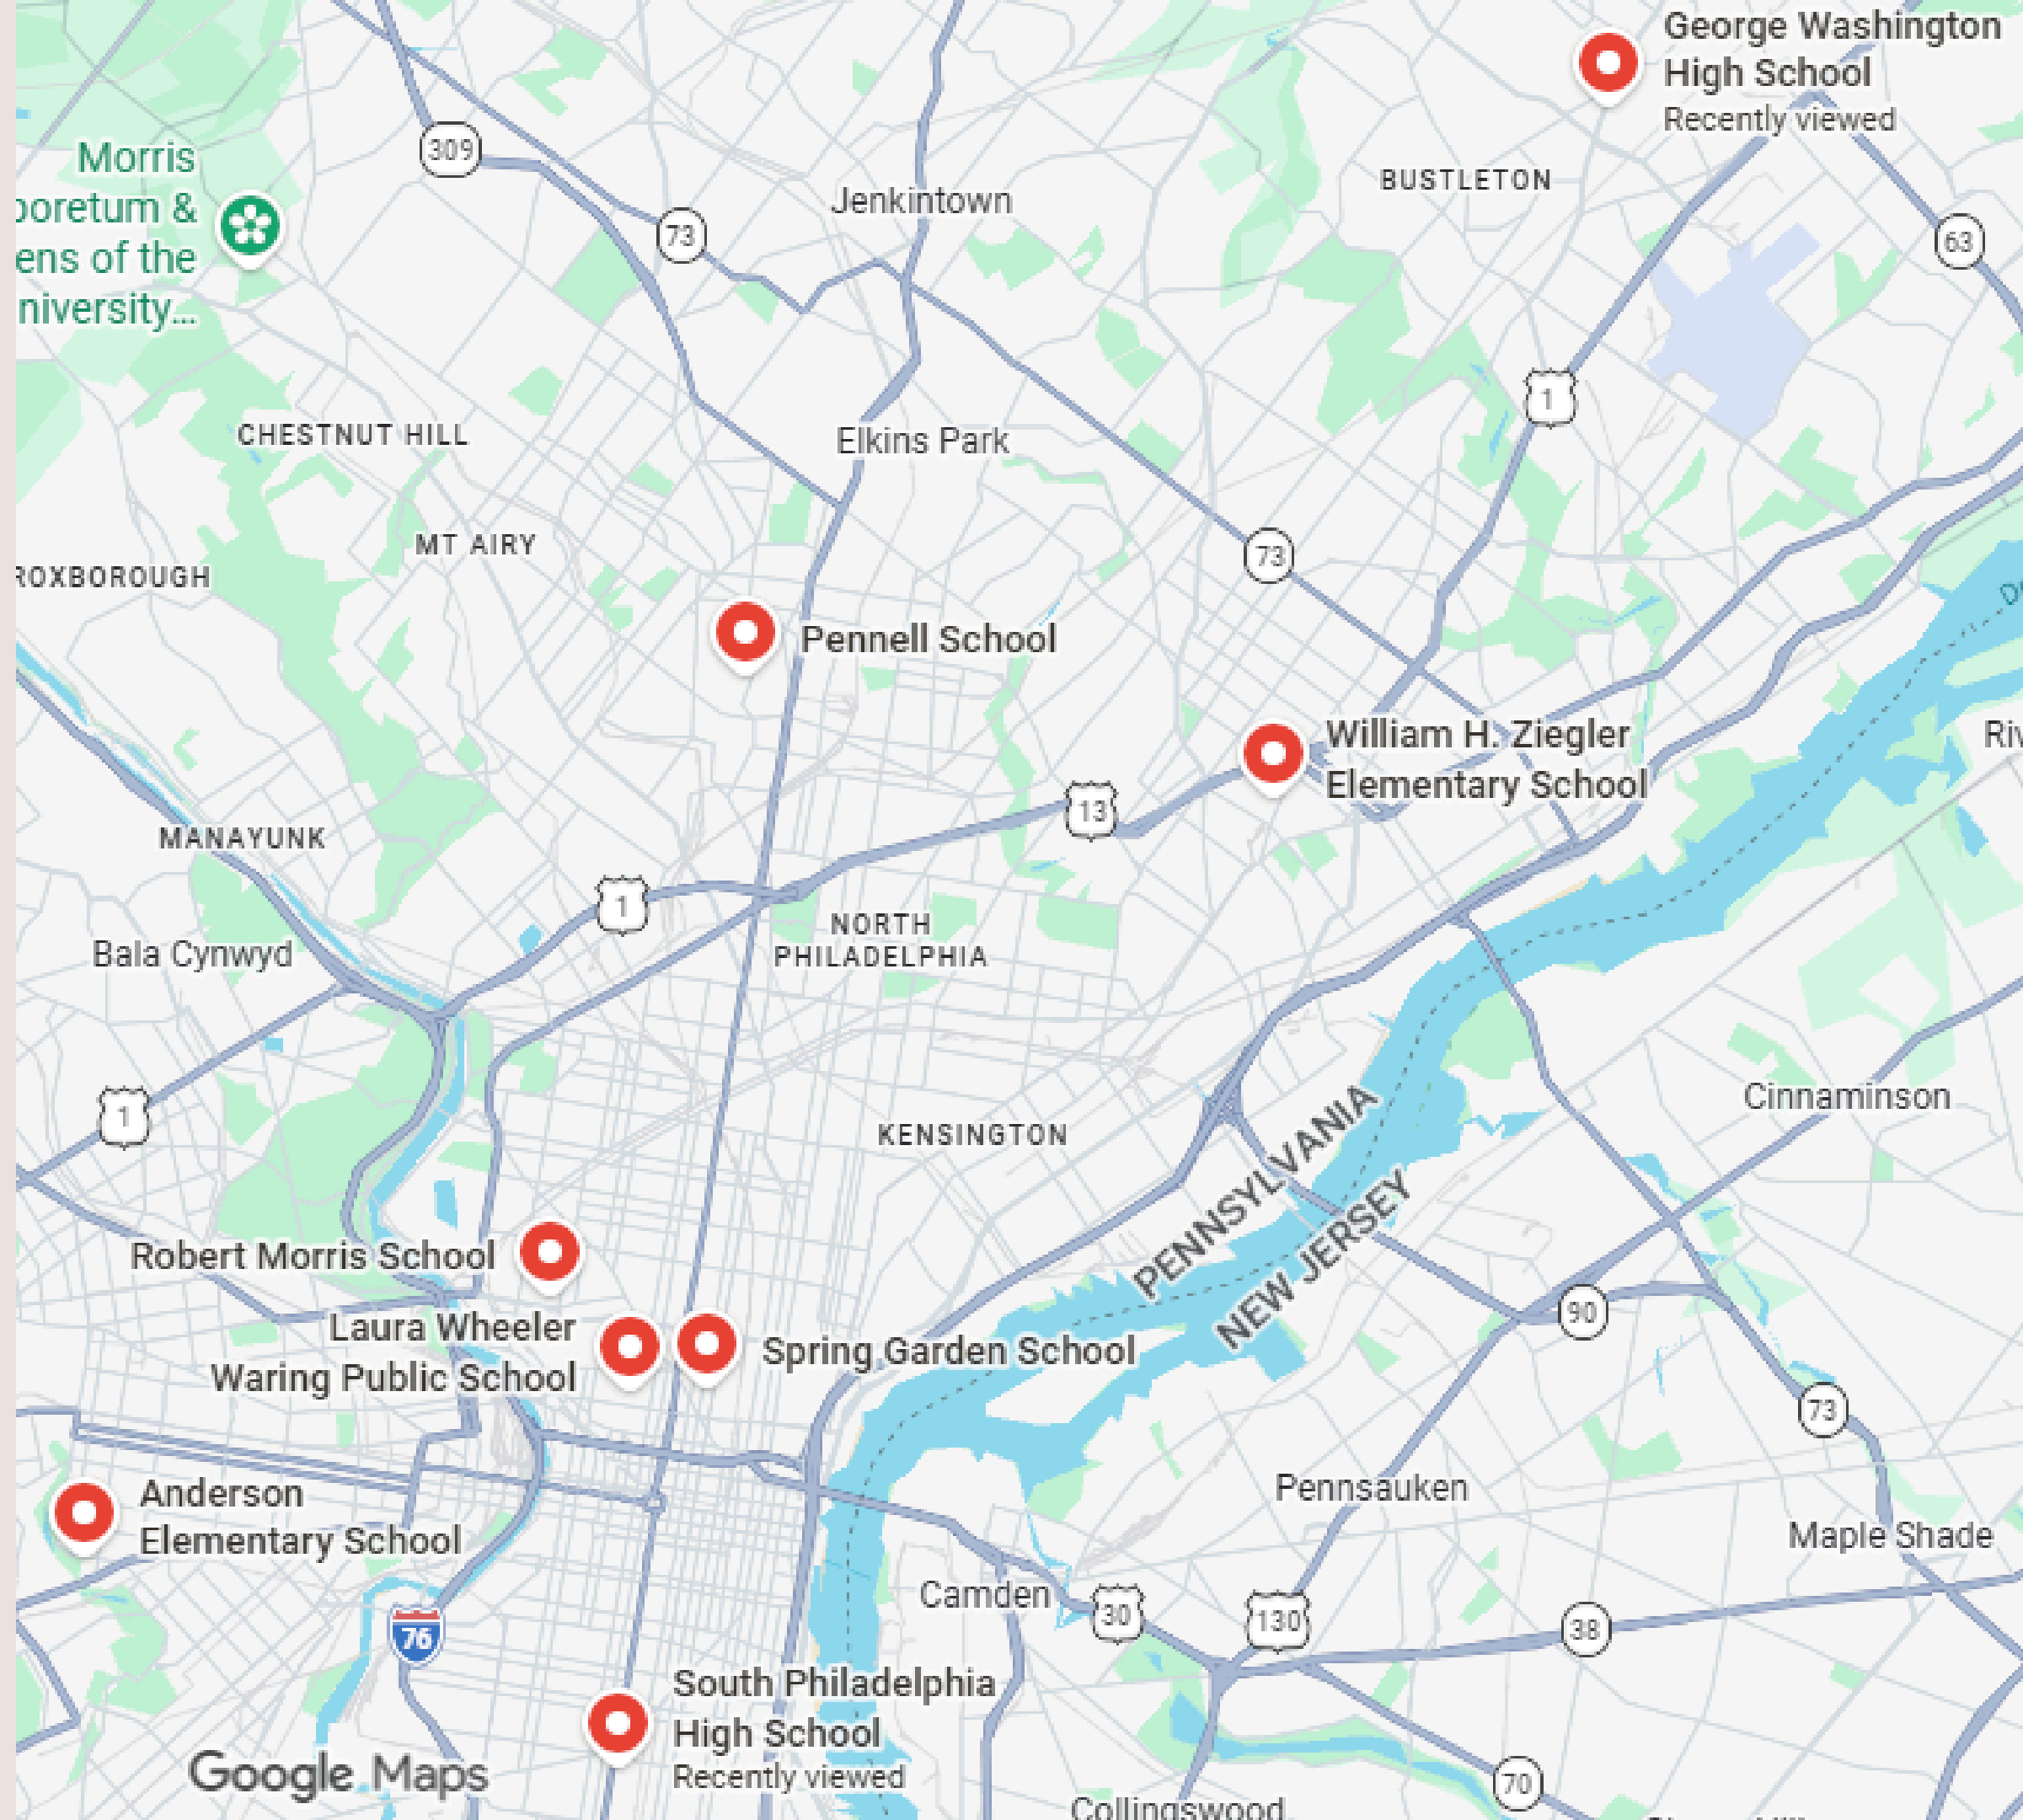 George Washington
High School
Recently viewed
Morris
boretum &
ens of the
niversity...
309
73
Jenkintown
BUSTLETON
63
1
CHESTNUT HILL
Elkins Park
MT AIRY
ROXBOROUGH
73
Pennell School
William H. Ziegler
Elementary School
Riv
13
MANAYUNK
1
NORTH
PHILADELPHIA
Bala Cynwyd
1
KENSINGTON
Cinnaminson
PENNSYLVANIA
NEW JERSEY
Robert Morris School
Laura Wheeler
Waring Public School
Spring Garden School
90
73
Anderson
Elementary School
Pennsauken
Maple Shade
Camden
30
130
38
76
South Philadelphia
High School
Recently viewed
Google Maps
70
Collingswood